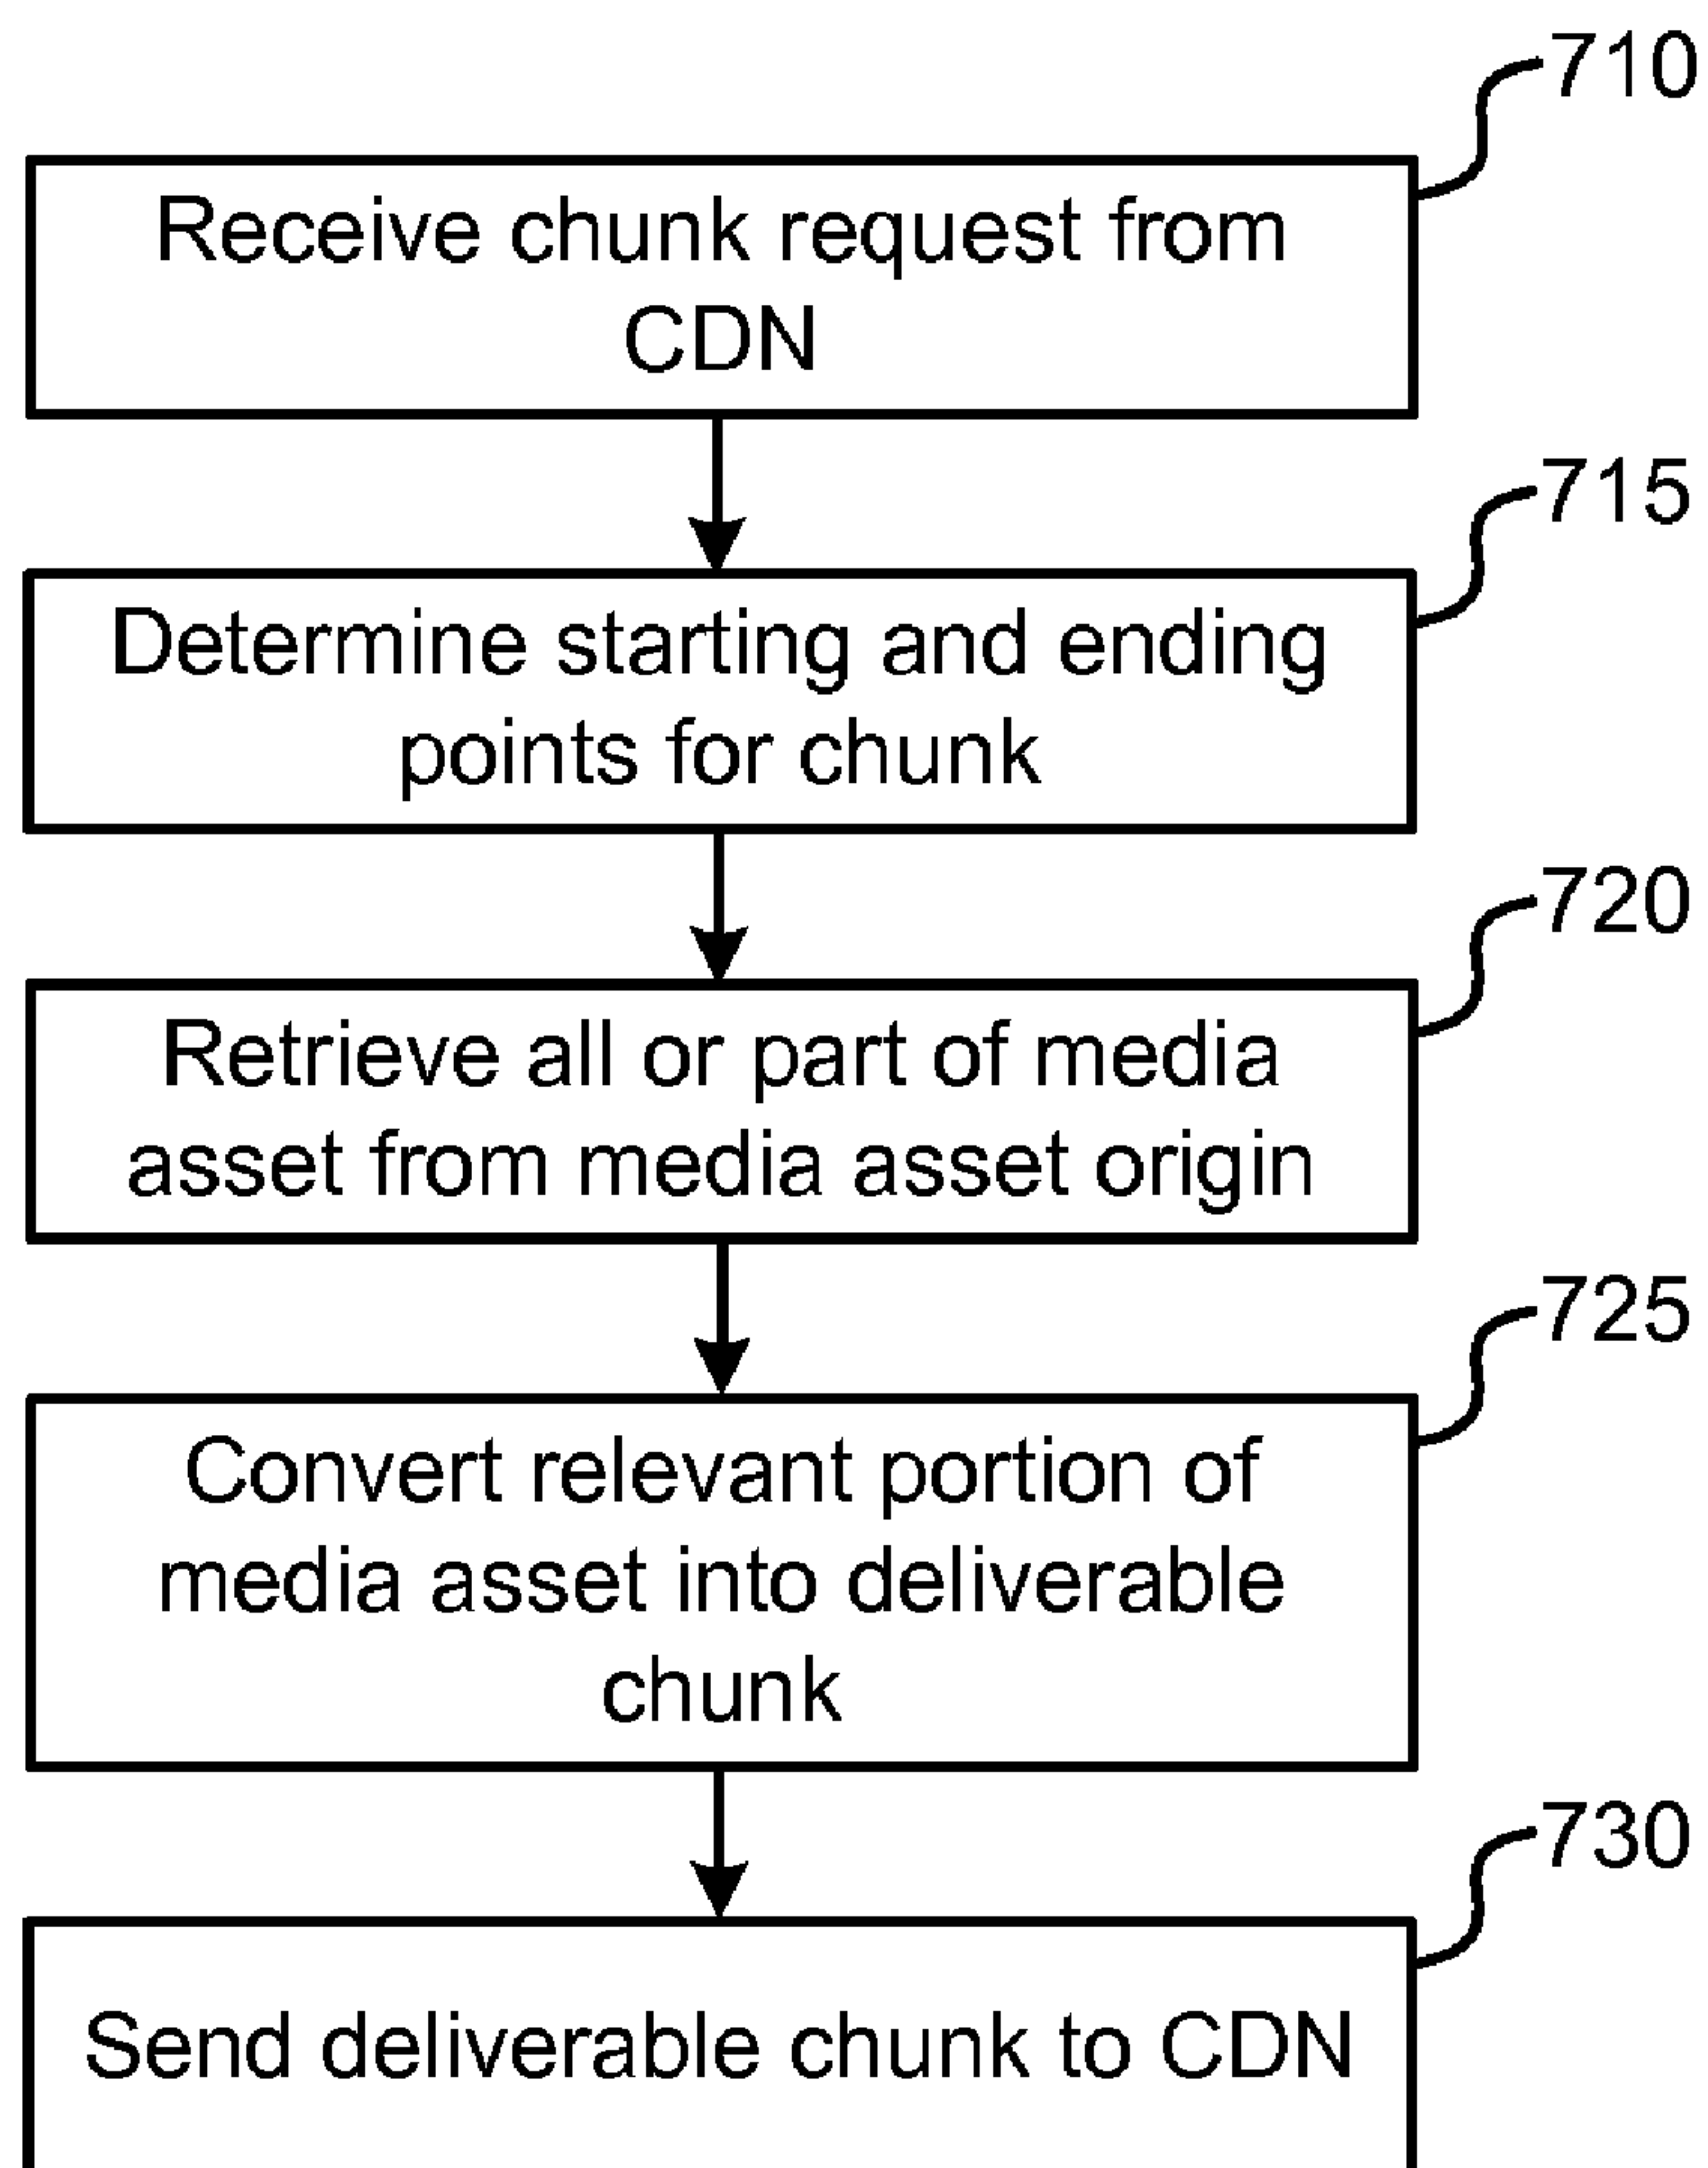 710
Receive chunk request from
CDN
715
Determine starting and ending
points for chunk
720
Retrieve all or part of media
asset from media asset origin
725
Convert relevant portion of
media asset into deliverable
chunk
730
Send deliverable chunk to CDN